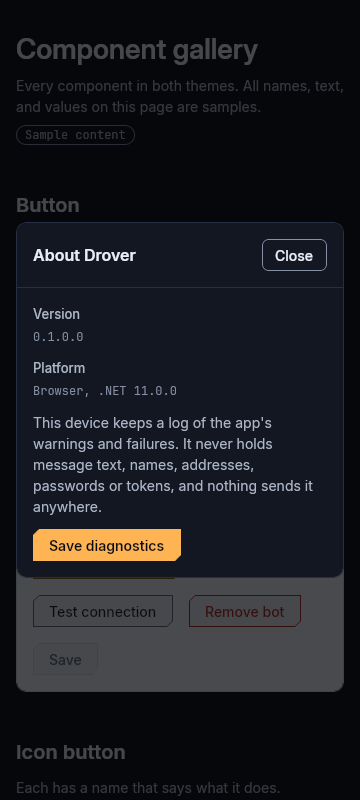 Component gallery
Every component in both themes. All names, text,
and values on this page are samples.
Sample content
Button
About Drover
Close
Version
0.1.0.0
Platform
Browser, .NET 11.0.0
This device keeps a log of the app's
warnings and failures. It never holds
message text, names, addresses,
passwords or tokens, and nothing sends it
anywhere.
Save diagnostics
Test connection
Remove bot
Save
Icon button
Each has a name that says what it does.